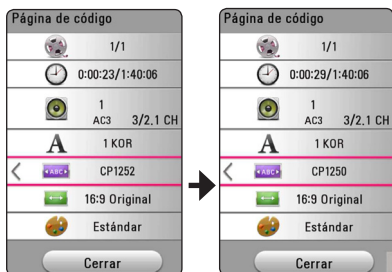 Página de código
1/1
0:00:23/1:40:06
1
AC3 3/2.1 CH
A 1 KOR
ABC CP1252
16:9 Original
Estándar
Cerrar
Página de código
1/1
0:00:29/1:40:06
1
AC3 3/2.1 CH
A 1 KOR
ABC CP1250
16:9 Original
Estándar
Cerrar